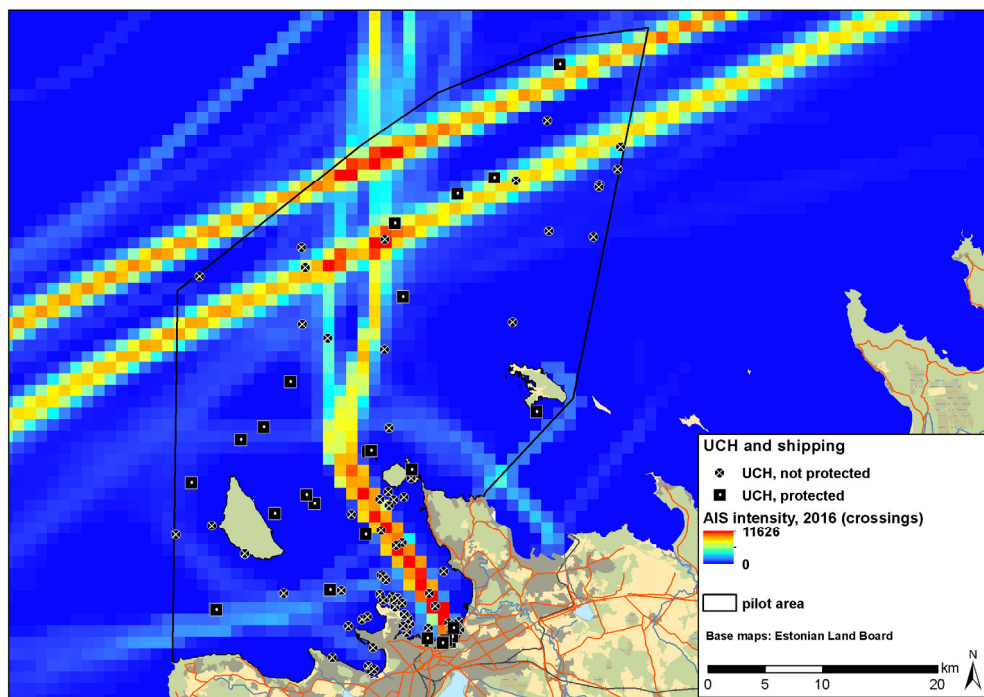 UCH and shipping
UCH, not protected
UCH, protected
AIS intensity, 2016 (crossings)
11626
0
pilot area
Base maps: Estonian Land Board
N
km
0 5 10 20